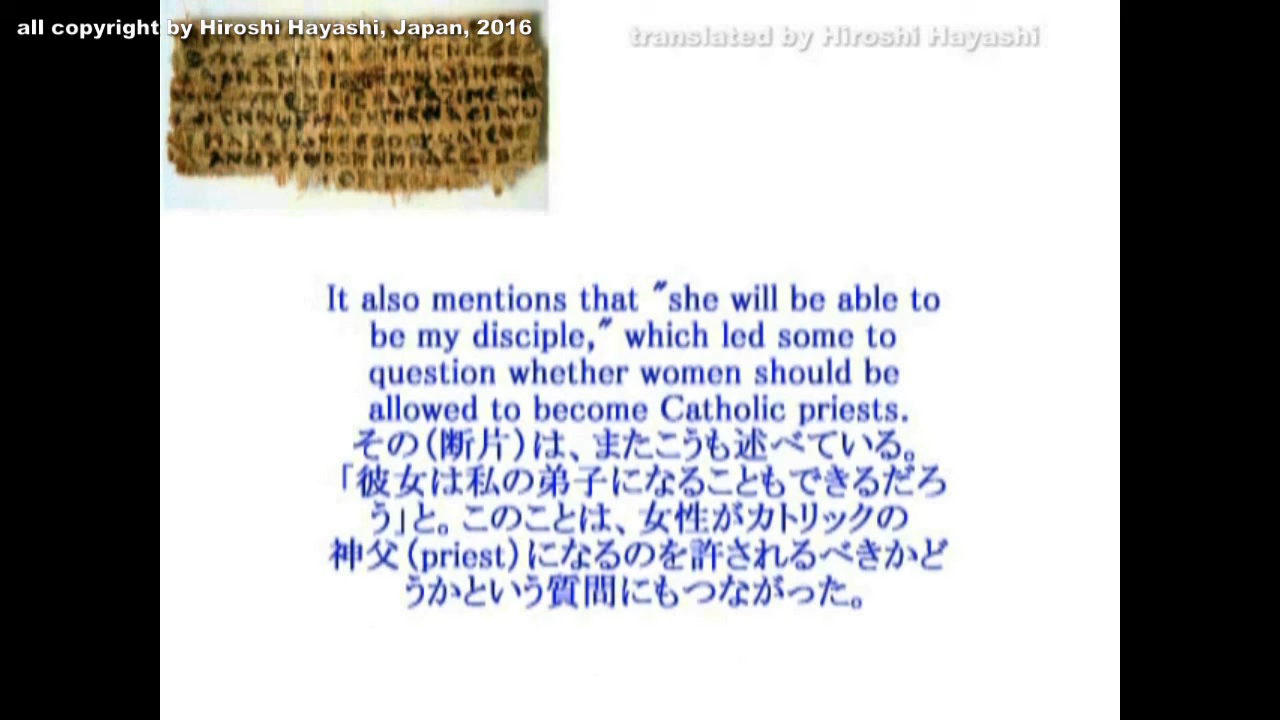 all copyright by Hiroshi Hayashi, Japan, 2016
translated by Hiroshi Hayashi
It also mentions that "she will be able to
be my disciple," which led some to
question whether women should be
allowed to become Catholic priests.
その(断片)は、またこうも述べている。
「彼女は私の弟子になることもできるだろ
う」と。このことは、女性がカトリックの
神父(priest)になるのを許されるべきかど
うかという質問にもつながった。